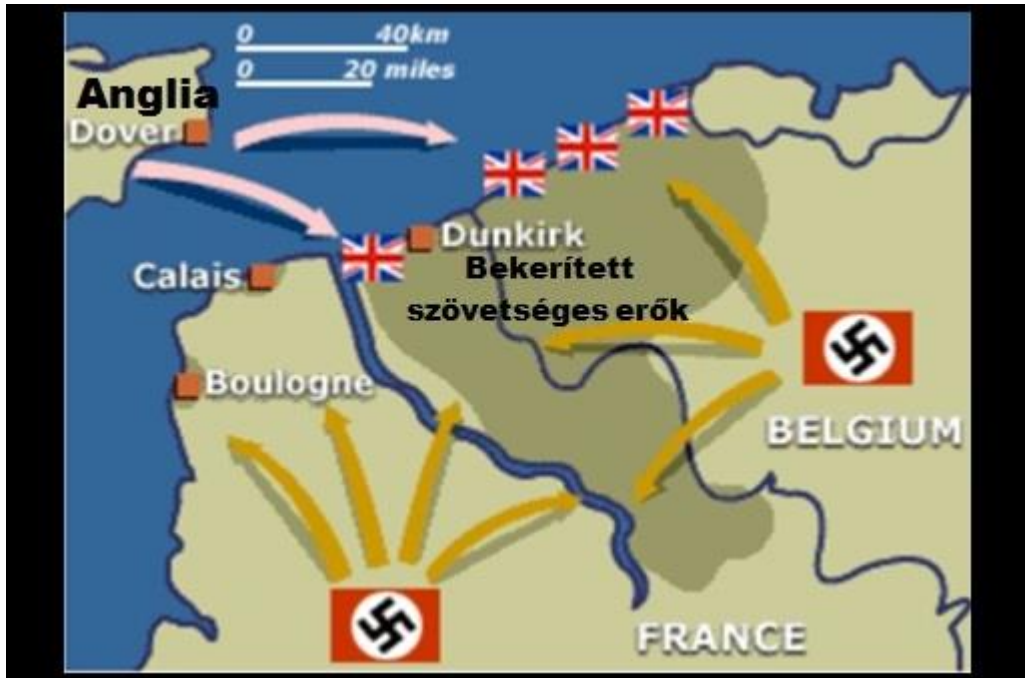 0 40km
0 20 miles
Anglia
Dover
Dunkirk
Bekerített
szövetséges erők
Calais
Boulogne
BELGIUM
FRANCE